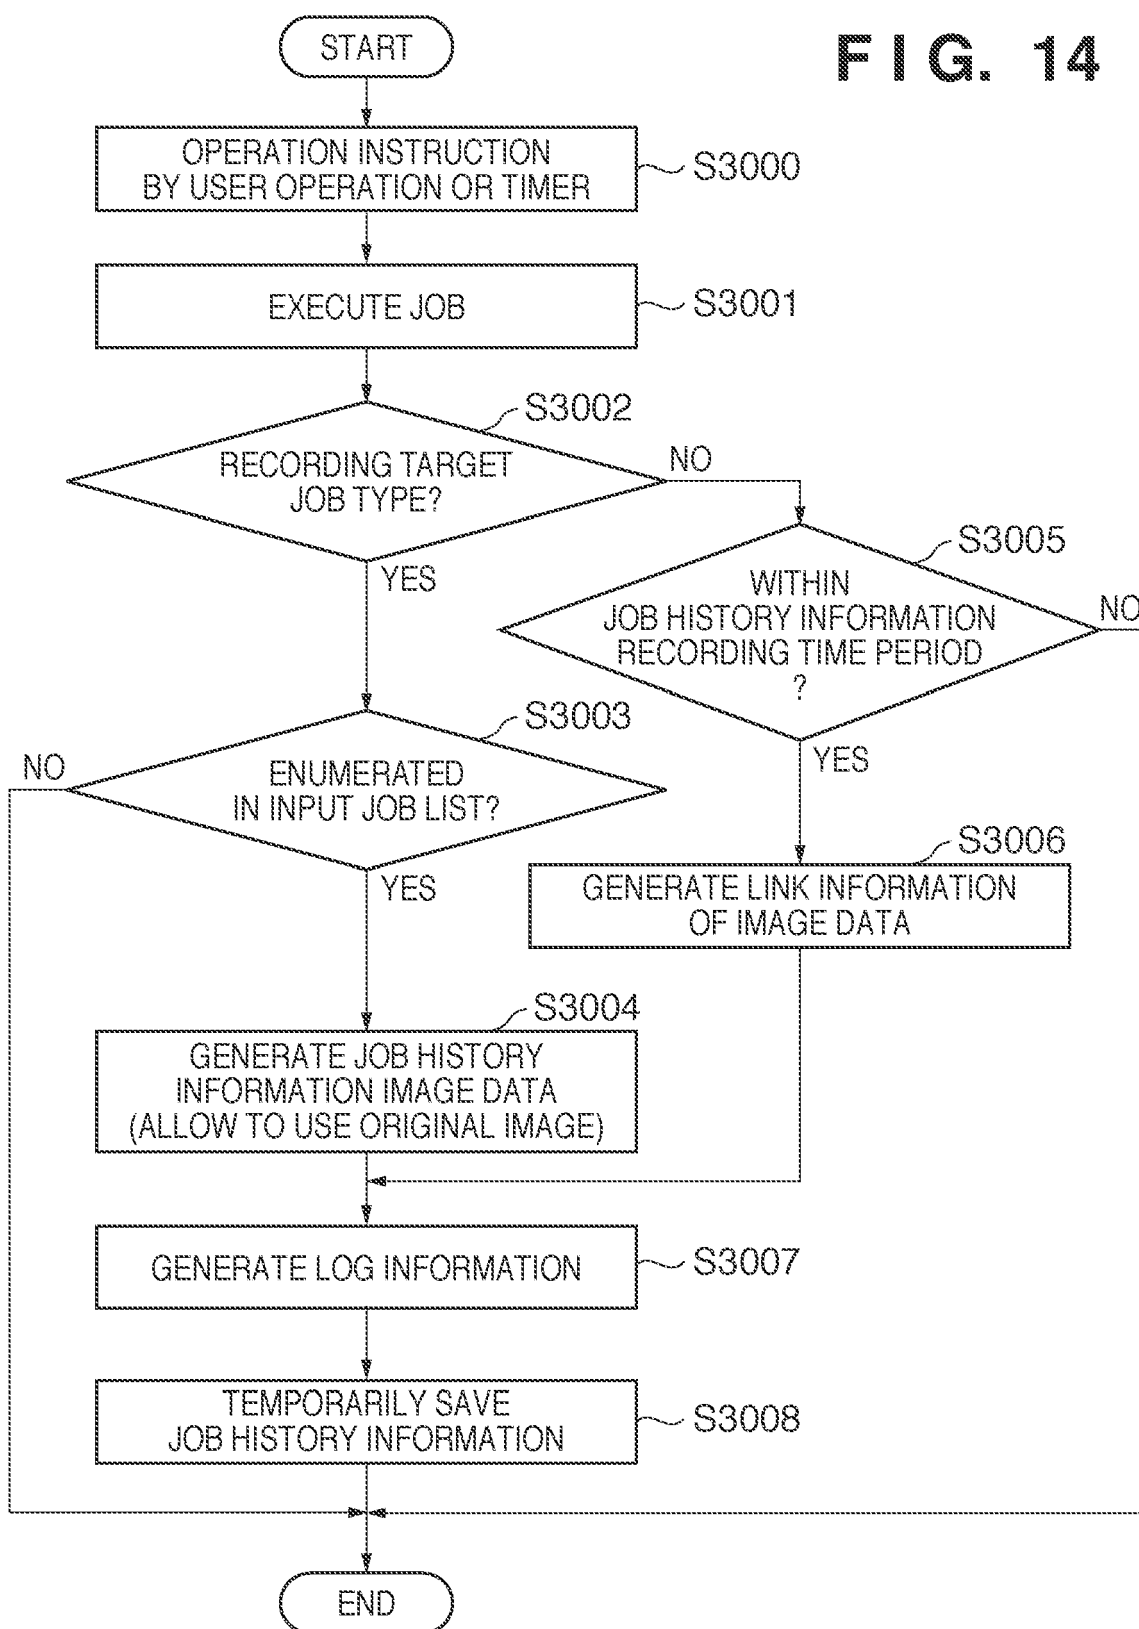 FIG. 14
START
OPERATION INSTRUCTION
BY USER OPERATION OR TIMER
S3000
EXECUTE JOB
S3001
S3002
RECORDING TARGET
JOB TYPE?
NO
YES
S3005
WITHIN
JOB HISTORY INFORMATION
RECORDING TIME PERIOD
?
NO
YES
S3003
ENUMERATED
IN INPUT JOB LIST?
NO
YES
S3006
GENERATE LINK INFORMATION
OF IMAGE DATA
S3004
GENERATE JOB HISTORY
INFORMATION IMAGE DATA
(ALLOW TO USE ORIGINAL IMAGE)
GENERATE LOG INFORMATION
S3007
TEMPORARILY SAVE
JOB HISTORY INFORMATION
S3008
END